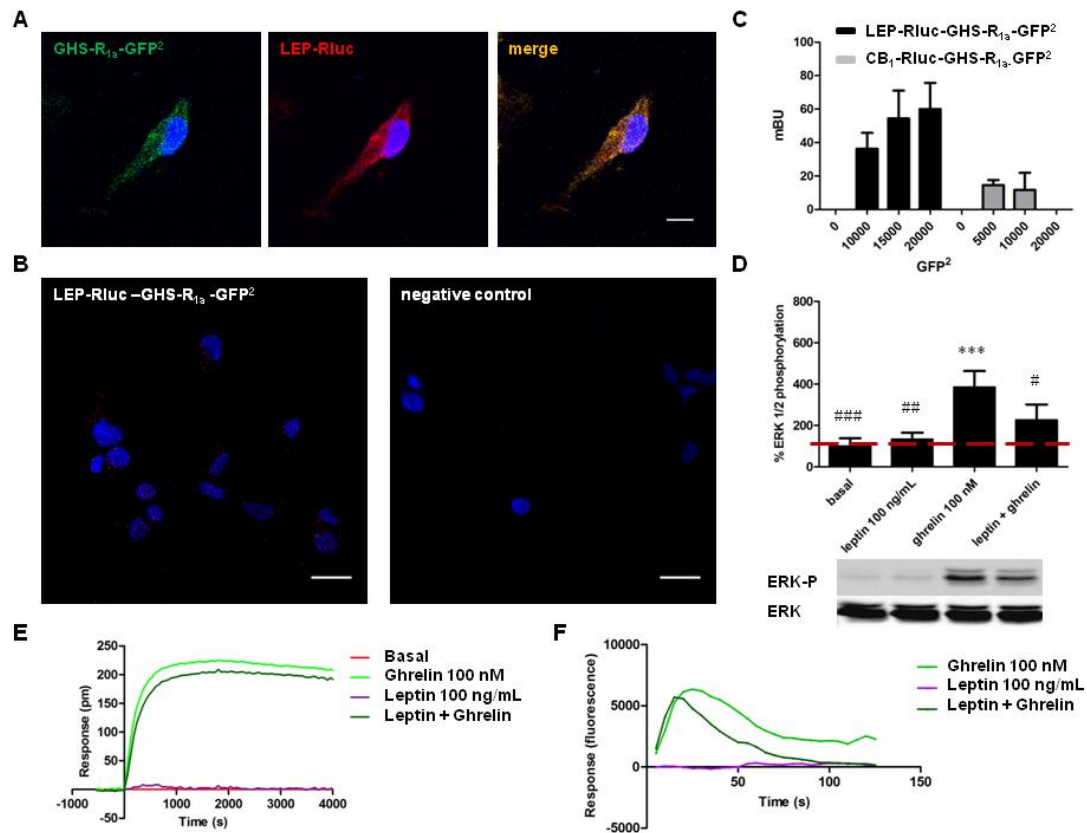 A
GHS-R1a-GFP²
LEP-Rluc
merge
B
LEP-Rluc –GHS-R1a -GFP²
negative control
C
LEP-Rluc-GHS-R1a-GFP²
CB1-Rluc-GHS-R1a-GFP²
mBU
100
80
60
40
20
0
0
10000
15000
20000
0
5000
10000
20000
GFP²
D
% ERK 1/2 phosphorylation
800
600
400
200
0
###
##
***
#
basal
leptin 100 ng/mL
ghrelin 100 nM
leptin + ghrelin
ERK-P
ERK
E
Response (pm)
250
200
150
100
50
0
-50
-1000
1000
2000
3000
4000
Time (s)
Basal
Ghrelin 100 nM
Leptin 100 ng/mL
Leptin + Ghrelin
F
Response (fluorescence)
10000
5000
0
-5000
50
100
150
Time (s)
Ghrelin 100 nM
Leptin 100 ng/mL
Leptin + Ghrelin